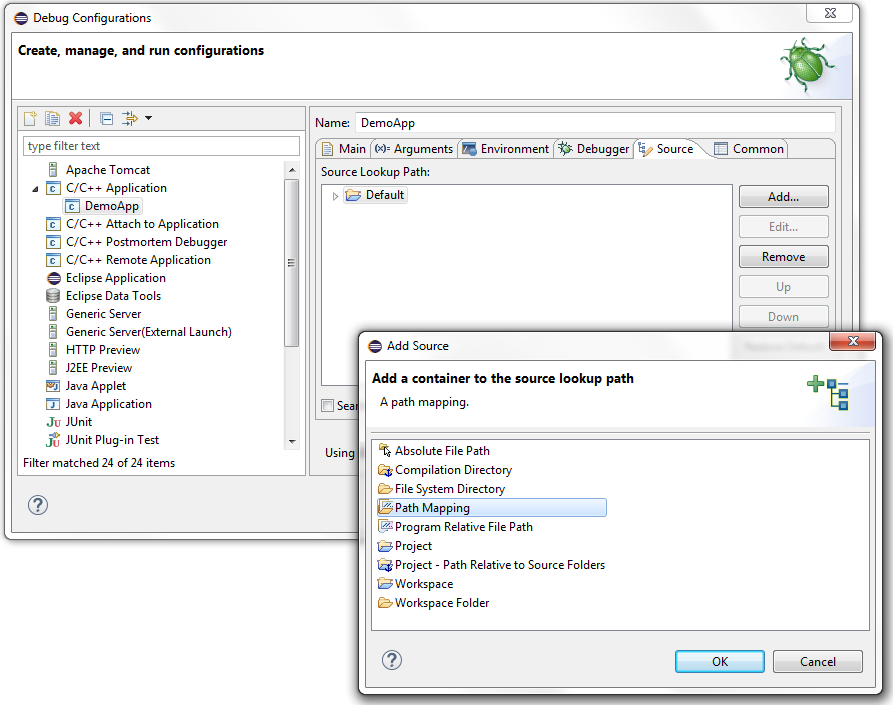 Debug Configurations
Create, manage, and run configurations
type filter text
Apache Tomcat
C/C++ Application
DemoApp
C/C++ Attach to Application
C/C++ Postmortem Debugger
C/C++ Remote Application
Eclipse Application
Eclipse Data Tools
Generic Server
Generic Server(External Launch)
HTTP Preview
J2EE Preview
Java Applet
Java Application
JUnit
JUnit Plug-in Test
Filter matched 24 of 24 items
Name: DemoApp
Main (x)= Arguments Environment Debugger Source Common
Source Lookup Path:
Default
Add...
Edit...
Remove
Up
Down
Using
Add Source
Add a container to the source lookup path
A path mapping.
Absolute File Path
Compilation Directory
File System Directory
Path Mapping
Program Relative File Path
Project
Project - Path Relative to Source Folders
Workspace
Workspace Folder
OK Cancel